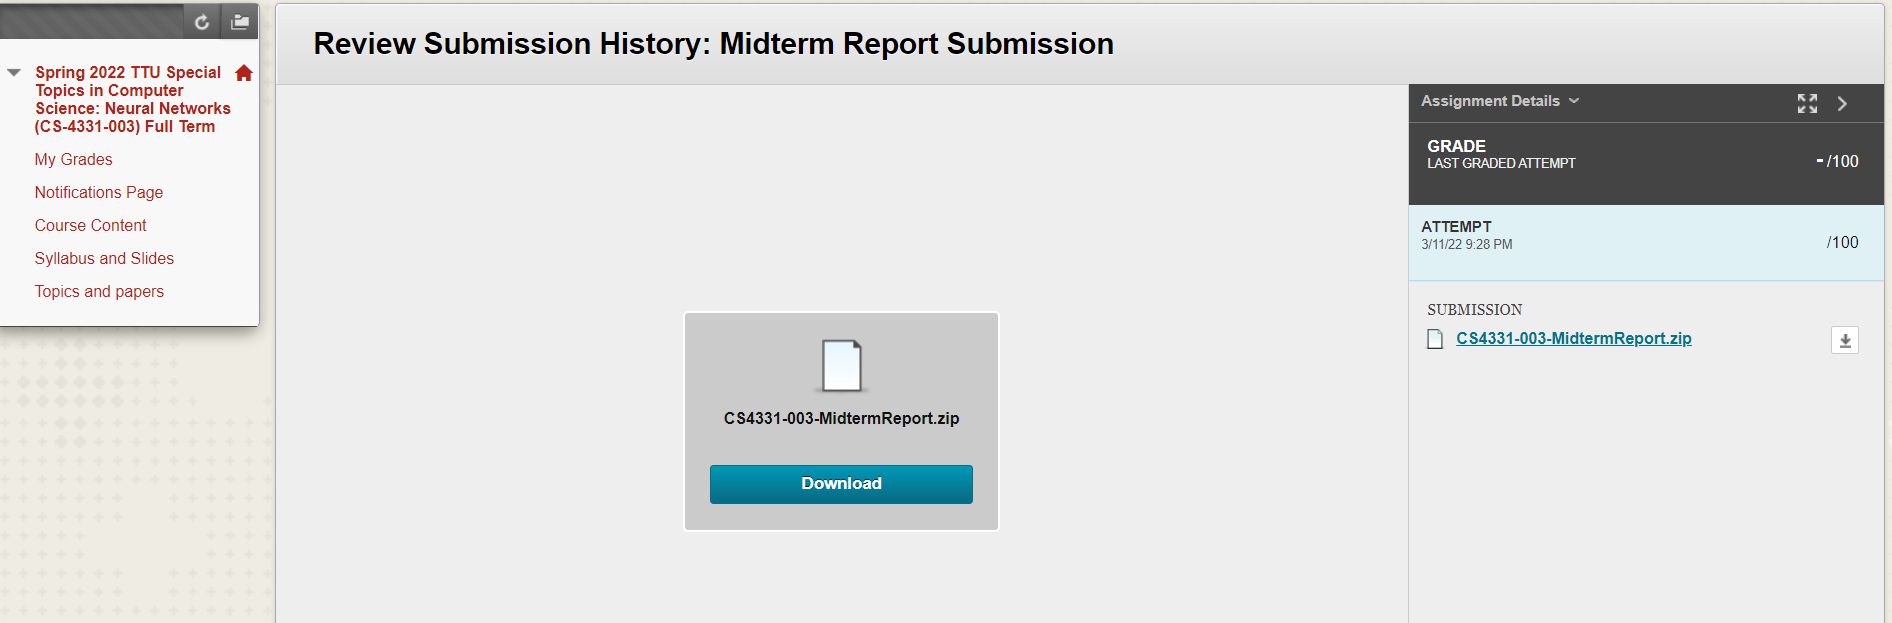 Review Submission History: Midterm Report Submission
Spring 2022 TTU Special
Topics in Computer
Science: Neural Networks
(CS-4331-003) Full Term
My Grades
Notifications Page
Course Content
Syllabus and Slides
Topics and papers
CS4331-003-MidtermReport.zip
Download
Assignment Details
GRADE
LAST GRADED ATTEMPT
- /100
ATTEMPT
3/11/22 9:28 PM
/100
SUBMISSION
CS4331-003-MidtermReport.zip